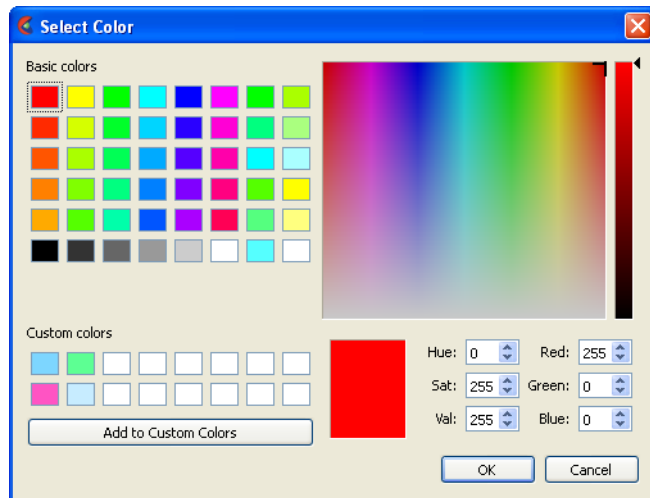 Select Color
Basic colors
Custom colors
Add to Custom Colors
Hue: 0 Red: 255
Sat: 255 Green: 0
Val: 255 Blue: 0
OK Cancel